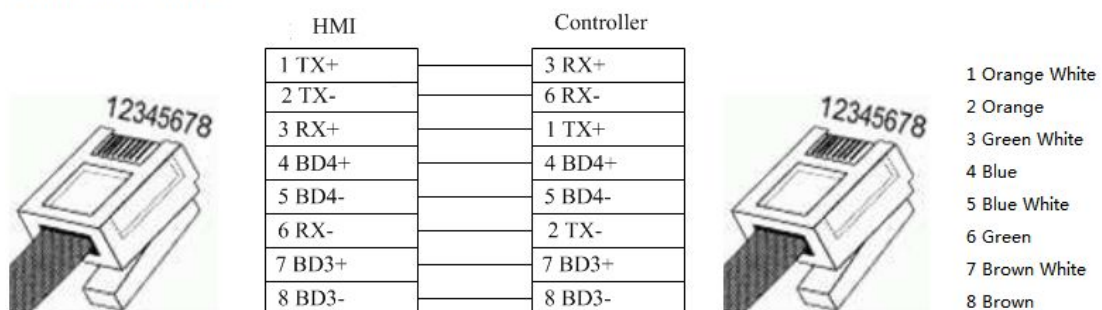 HMI Controller
1 TX+ 3 RX+
2 TX- 6 RX-
3 RX+ 1 TX+
4 BD4+ 4 BD4+
5 BD4- 5 BD4-
6 RX- 2 TX-
7 BD3+ 7 BD3+
8 BD3- 8 BD3-
12345678
12345678
1 Orange White
2 Orange
3 Green White
4 Blue
5 Blue White
6 Green
7 Brown White
8 Brown